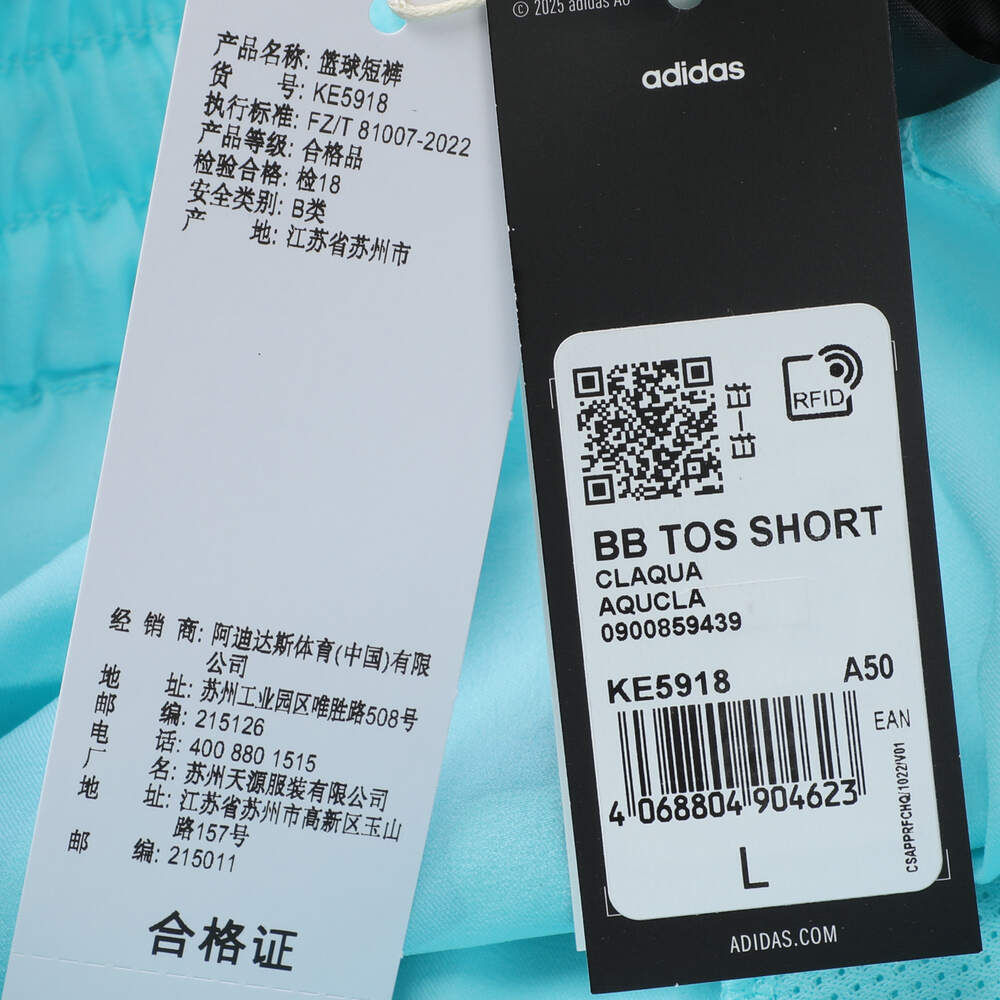 产品名称: 篮球短裤
货 号: KE5918
执行标准: FZ/T 81007-2022
产品等级: 合格品
检验合格: 检18
安全类别: B类
产 地: 江苏省苏州市
经 销 商: 阿迪达斯体育(中国)有限
公司
地 址: 苏州工业园区唯胜路508号
邮 编: 215126
电 话: 400 880 1515
厂 名: 苏州天源服装有限公司
地 址: 江苏省苏州市高新区玉山
路157号
邮 编: 215011
合格证
© 2025 adidas AG
adidas
RFID
BB TOS SHORT
CLAQUA
AQUCLA
0900859439
KE5918 A50
EAN
4 068804 904623
CSAPPRFCHQ/1022/V01
L
ADIDAS.COM